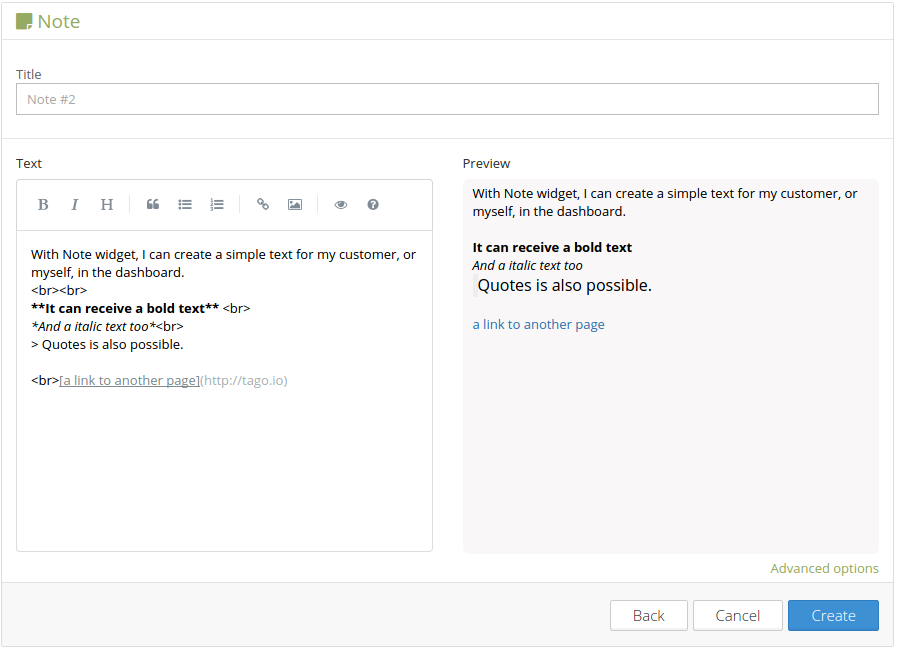 Note
Title
Note #2
Text
Preview
B I H
With Note widget, I can create a simple text for my customer, or
myself, in the dashboard.
<br><br>
**It can receive a bold text** <br>
*And a italic text too*<br>
> Quotes is also possible.
<br>[a link to another page](http://tago.io)
With Note widget, I can create a simple text for my customer, or
myself, in the dashboard.
It can receive a bold text
And a italic text too
Quotes is also possible.
a link to another page
Advanced options
Back
Cancel
Create